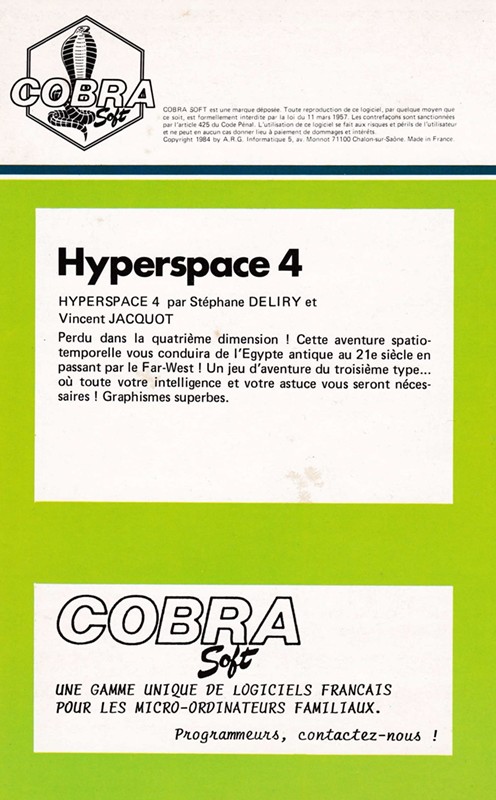 COBRA
Soft
COBRA SOFT est une marque déposée. Toute reproduction de ce logiciel, par quelque moyen que
ce soit, est formellement interdite par la loi du 11 mars 1957. Les contrefaçons sont sanctionnées
par l'article 425 du Code Pénal. L'utilisation de ce logiciel se fait aux risques et périls de l'utilisateur
et ne peut en aucun cas donner lieu à paiement de dommages et intérêts.
Copyright 1984 by A.R.G. Informatique 5, av. Monnot 71100 Chalon-sur-Saône. Made in France.
Hyperspace 4
HYPERSPACE 4 par Stéphane DELIRY et
Vincent JACQUOT
Perdu dans la quatrième dimension ! Cette aventure spatio-
temporelle vous conduira de l'Egypte antique au 21e siècle en
passant par le Far-West ! Un jeu d'aventure du troisième type...
où toute votre intelligence et votre astuce vous seront néces-
saires ! Graphismes superbes.
COBRA
Soft
UNE GAMME UNIQUE DE LOGICIELS FRANCAIS
POUR LES MICRO-ORDINATEURS FAMILIAUX.
Programmeurs, contactez-nous !